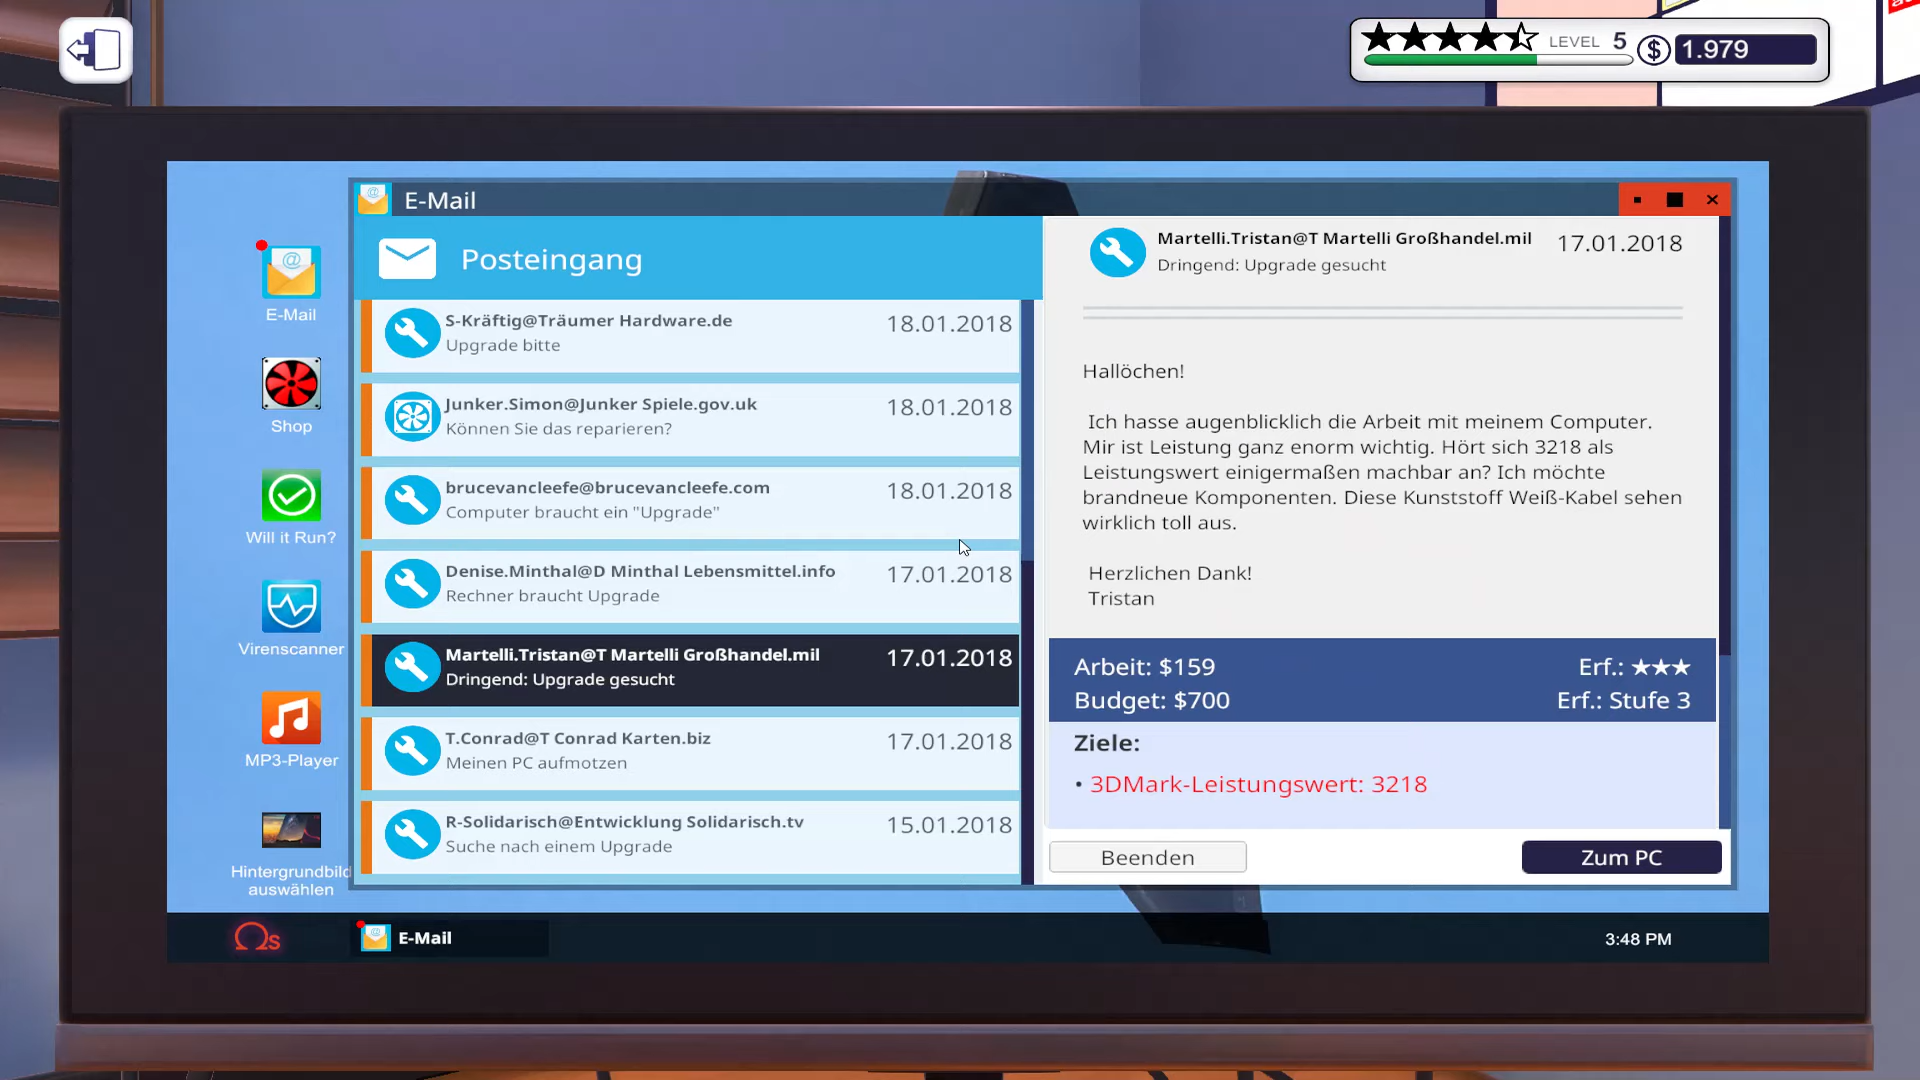 LEVEL 5 $ 1.979
E-Mail
Posteingang
S-Kräftig@Träumer Hardware.de 18.01.2018
Upgrade bitte
Junker.Simon@Junker Spiele.gov.uk 18.01.2018
Können Sie das reparieren?
brucevancleefe@brucevancleefe.com 18.01.2018
Computer braucht ein "Upgrade"
Denise.Minthal@D Minthal Lebensmittel.info 17.01.2018
Rechner braucht Upgrade
Martelli.Tristan@T Martelli Großhandel.mil 17.01.2018
Dringend: Upgrade gesucht
T.Conrad@T Conrad Karten.biz 17.01.2018
Meinen PC aufmotzen
R-Solidarisch@Entwicklung Solidarisch.tv 15.01.2018
Suche nach einem Upgrade
Martelli.Tristan@T Martelli Großhandel.mil 17.01.2018
Dringend: Upgrade gesucht
Hallöchen!
Ich hasse augenblicklich die Arbeit mit meinem Computer.
Mir ist Leistung ganz enorm wichtig. Hört sich 3218 als
Leistungswert einigermaßen machbar an? Ich möchte
brandneue Komponenten. Diese Kunststoff Weiß-Kabel sehen
wirklich toll aus.
Herzlichen Dank!
Tristan
Arbeit: $159 Erf.: ★★★
Budget: $700 Erf.: Stufe 3
Ziele:
• 3DMark-Leistungswert: 3218
Beenden Zum PC
E-Mail
Shop
Will it Run?
Virenscanner
MP3-Player
Hintergrundbild
auswählen
Ωs E-Mail 3:48 PM